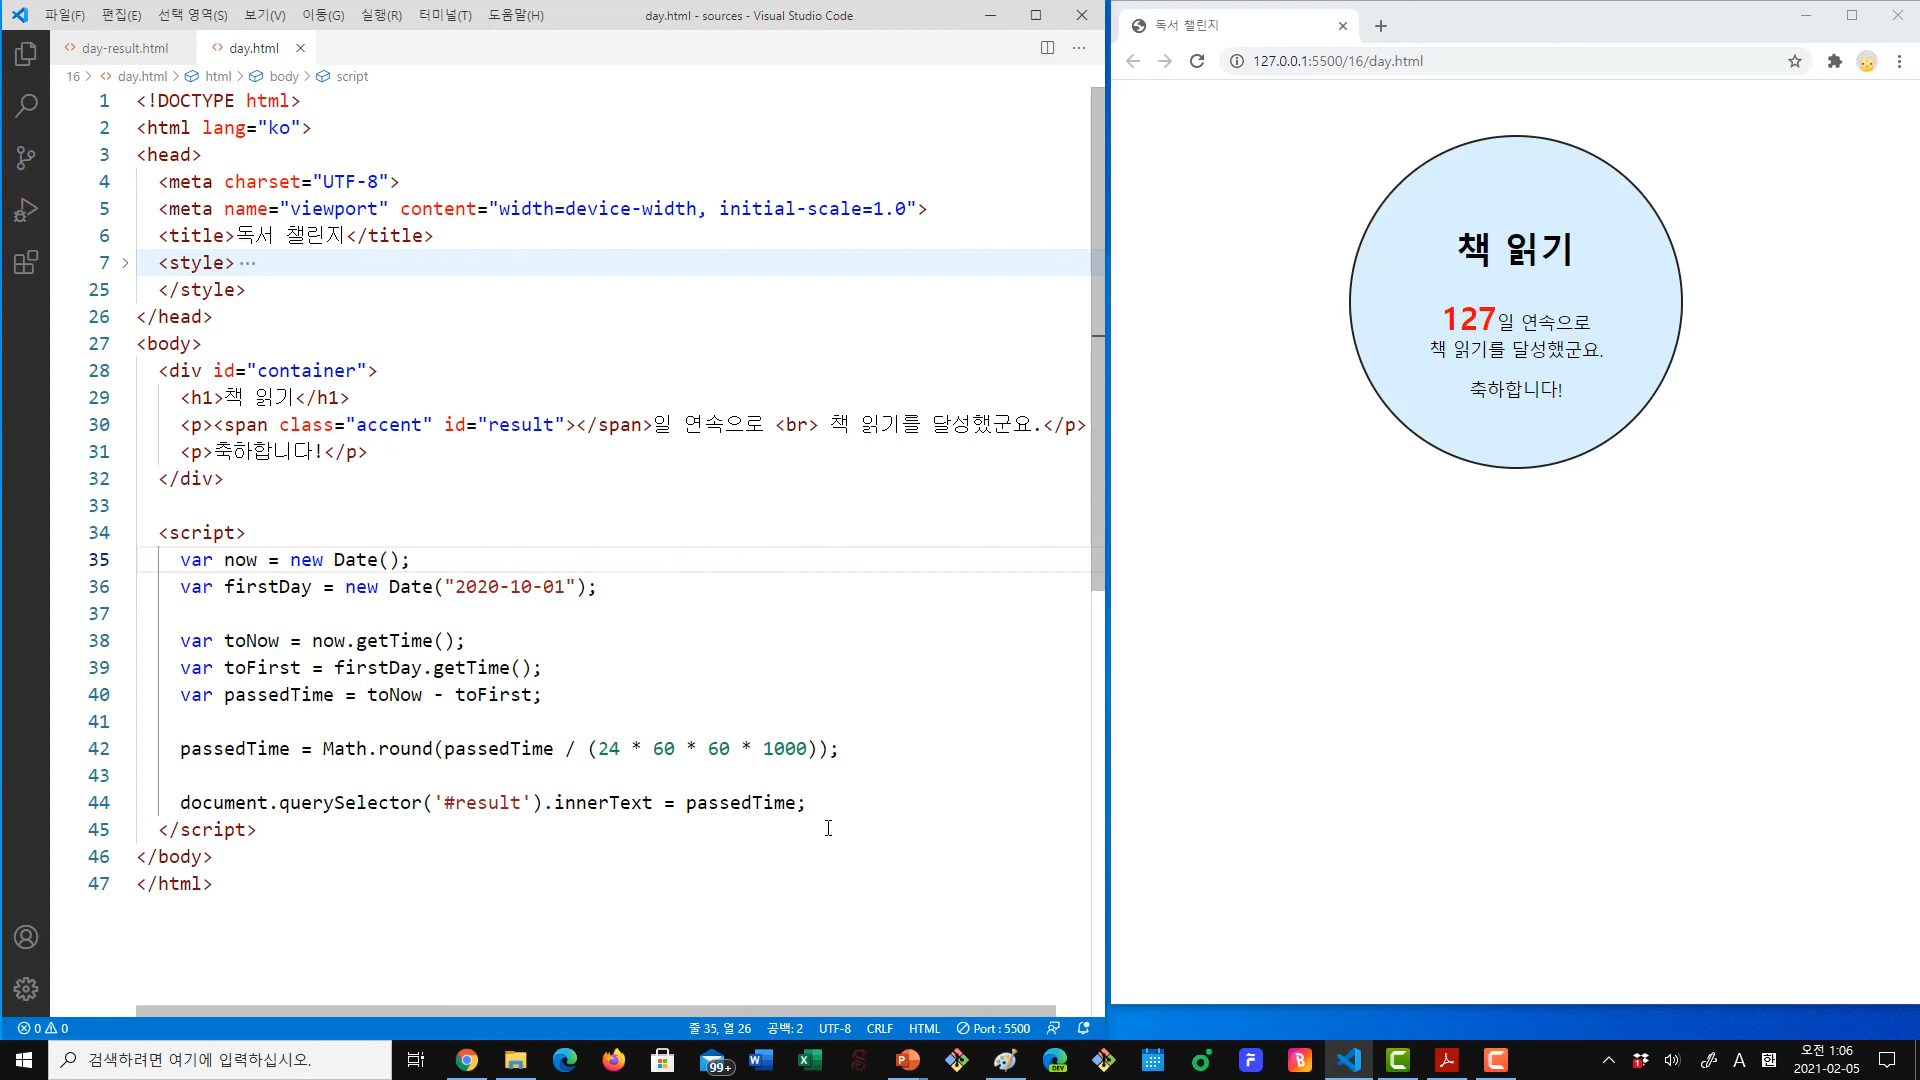 파일(F) 편집(E) 선택 영역(S) 보기(V) 이동(G) 실행(R) 터미널(T) 도움말(H) day.html - sources - Visual Studio Code
day-result.html day.html
16 > day.html > html > body > script
1 <!DOCTYPE html>
2 <html lang="ko">
3 <head>
4 <meta charset="UTF-8">
5 <meta name="viewport" content="width=device-width, initial-scale=1.0">
6 <title>독서 챌린지</title>
7 <style>…
25 </style>
26 </head>
27 <body>
28 <div id="container">
29 <h1>책 읽기</h1>
30 <p><span class="accent" id="result"></span>일 연속으로 <br> 책 읽기를 달성했군요.</p>
31 <p>축하합니다!</p>
32 </div>
33
34 <script>
35 var now = new Date();
36 var firstDay = new Date("2020-10-01");
37
38 var toNow = now.getTime();
39 var toFirst = firstDay.getTime();
40 var passedTime = toNow - toFirst;
41
42 passedTime = Math.round(passedTime / (24 * 60 * 60 * 1000));
43
44 document.querySelector('#result').innerText = passedTime;
45 </script>
46 </body>
47 </html>
0 0 줄 35, 열 26 공백: 2 UTF-8 CRLF HTML Port : 5500
독서 챌린지
127.0.0.1:5500/16/day.html
책 읽기
127일 연속으로
책 읽기를 달성했군요.
축하합니다!
검색하려면 여기에 입력하십시오.
99+
DEV
A 한
오전 1:06
2021-02-05